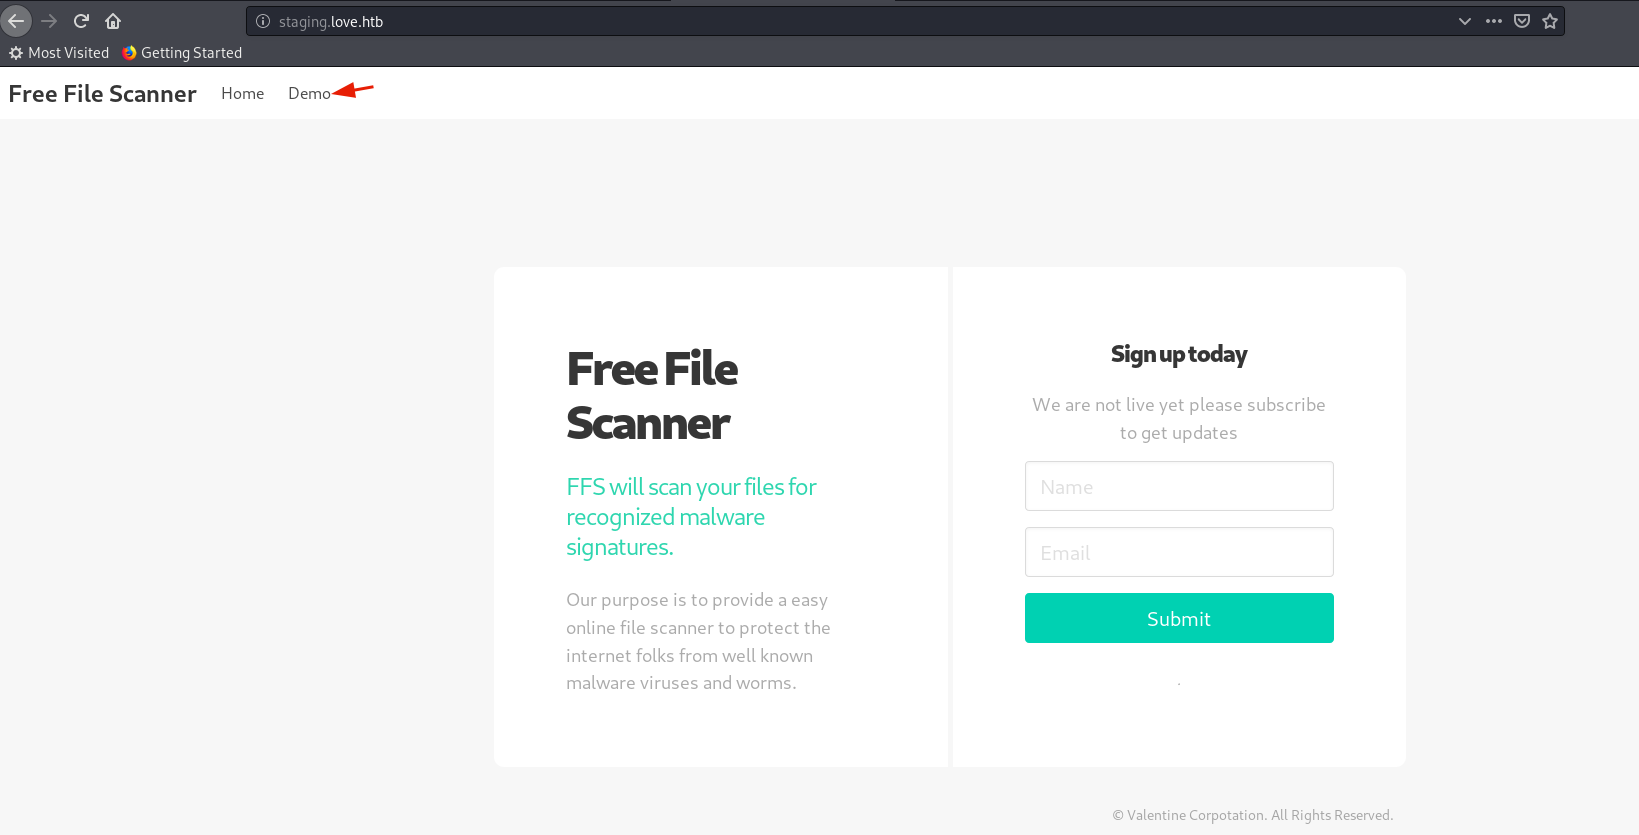 staging.love.htb
Most Visited Getting Started
Free File Scanner Home Demo
Free File
Scanner
FFS will scan your files for
recognized malware
signatures.
Our purpose is to provide a easy
online file scanner to protect the
internet folks from well known
malware viruses and worms.
Sign up today
We are not live yet please subscribe
to get updates
Name
Email
Submit
.
© Valentine Corpotation. All Rights Reserved.